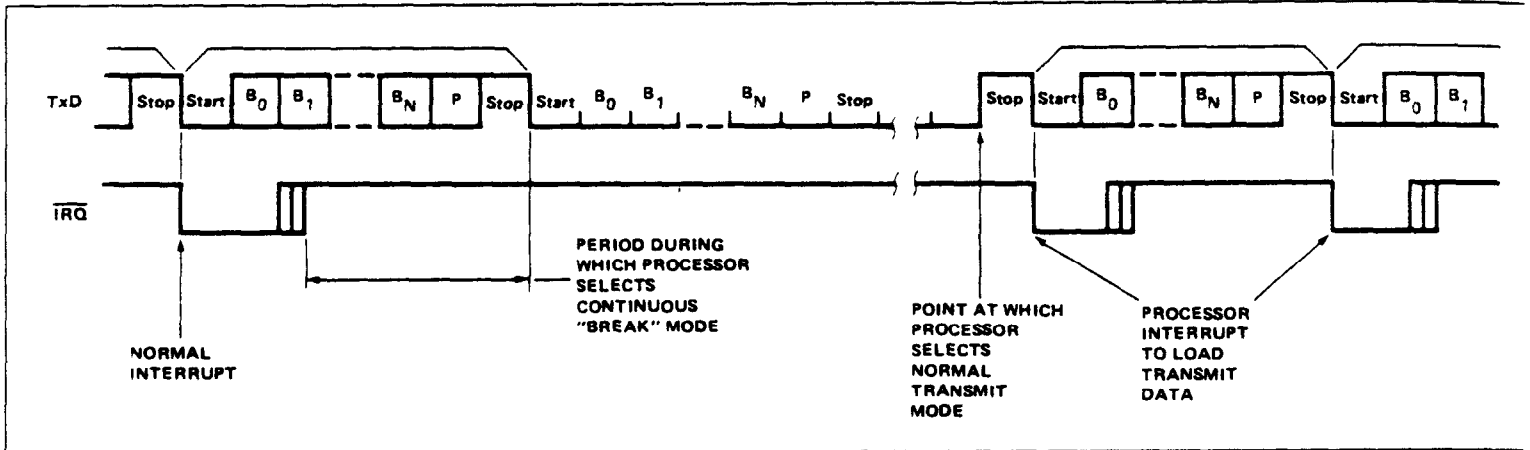 TxD Stop Start B0 B1 BN P Stop Start B0 B1 BN P Stop Stop Start B0 BN P Stop Start B0 B1
IRQ
NORMAL
INTERRUPT
PERIOD DURING
WHICH PROCESSOR
SELECTS
CONTINUOUS
"BREAK" MODE
POINT AT WHICH
PROCESSOR
SELECTS
NORMAL
TRANSMIT
MODE
PROCESSOR
INTERRUPT
TO LOAD
TRANSMIT
DATA